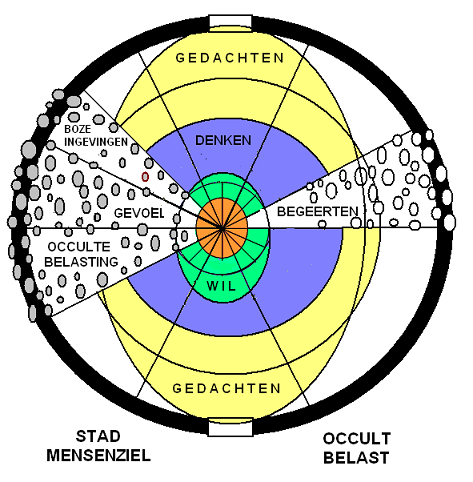 GEDACHTEN
BOZE
INGEVINGEN
DENKEN
GEVOEL
BEGEERTEN
OCCULTE
BELASTING
WIL
GEDACHTEN
STAD
MENSENZIEL
OCCULT
BELAST